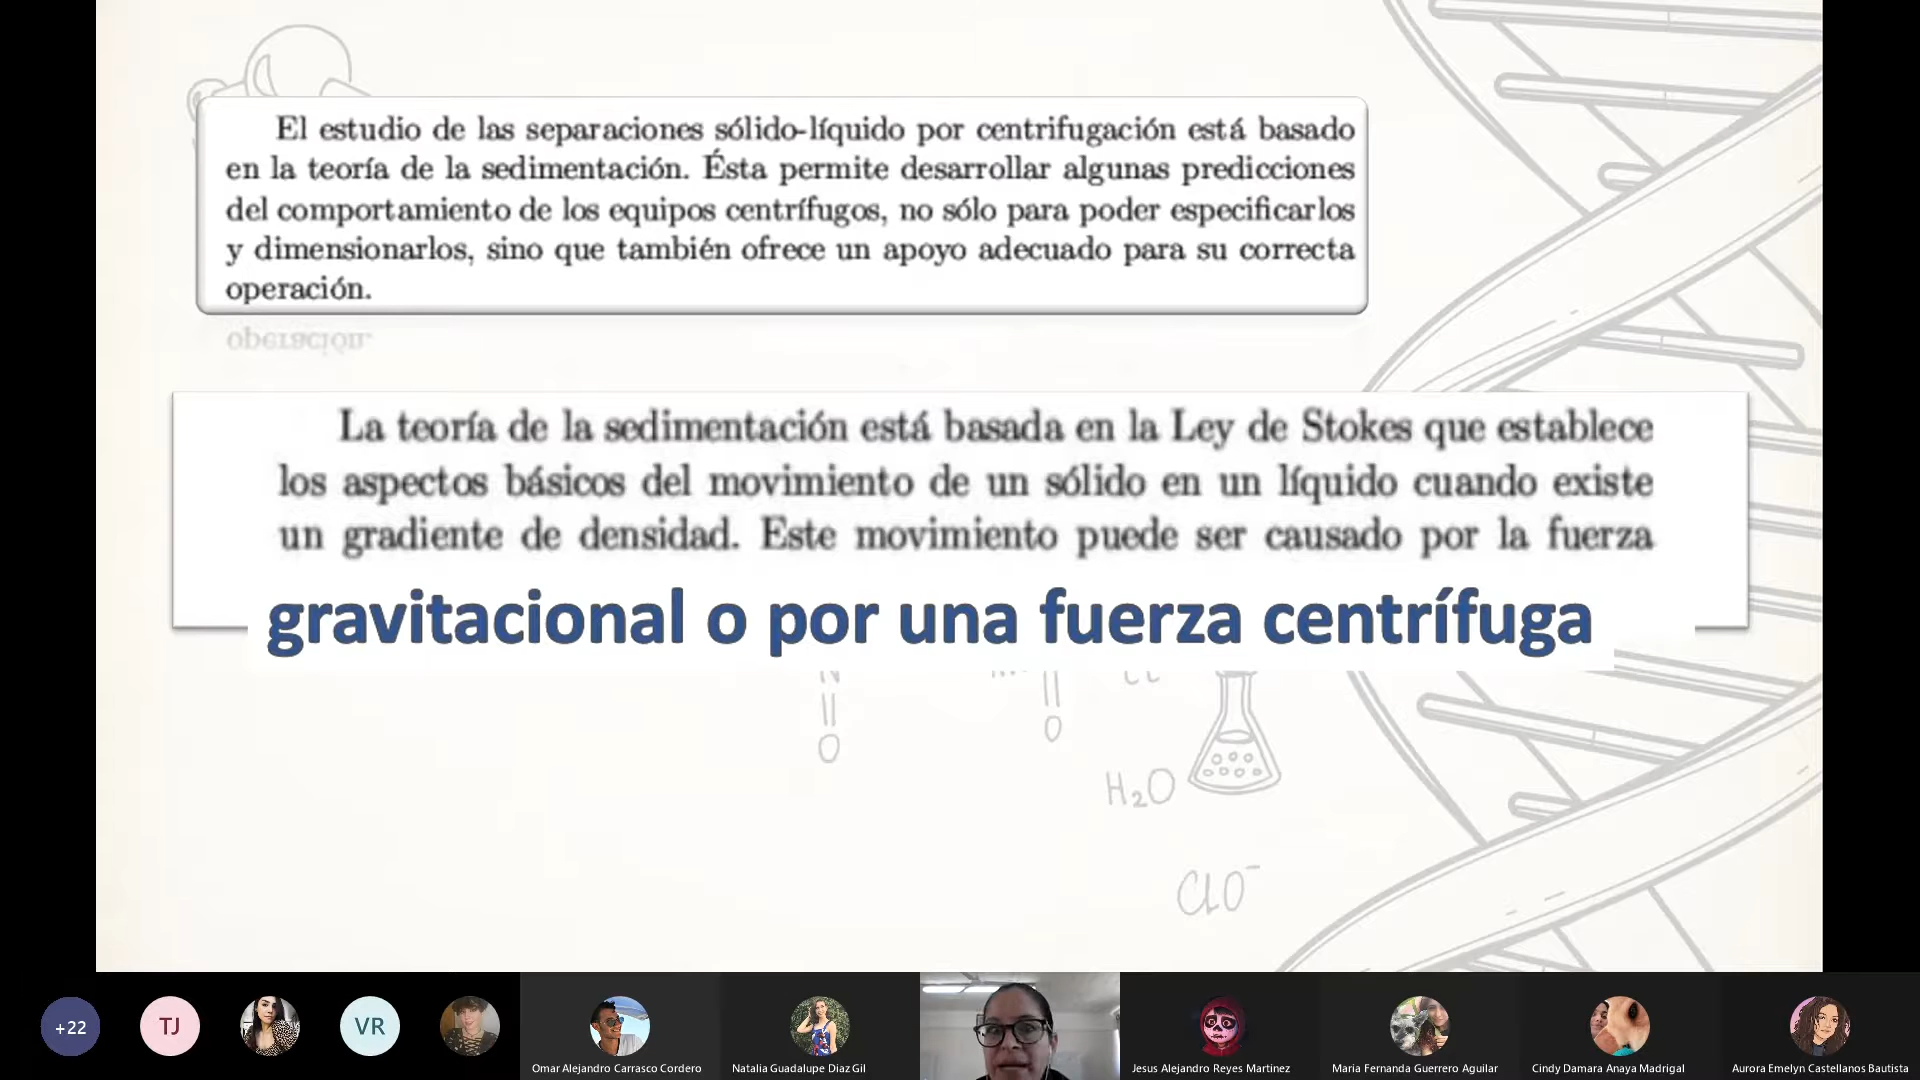 El estudio de las separaciones sólido-líquido por centrifugación está basado
en la teoría de la sedimentación. Ésta permite desarrollar algunas predicciones
del comportamiento de los equipos centrífugos, no sólo para poder especificarlos
y dimensionarlos, sino que también ofrece un apoyo adecuado para su correcta
operación.
La teoría de la sedimentación está basada en la Ley de Stokes que establece
los aspectos básicos del movimiento de un sólido en un líquido cuando existe
un gradiente de densidad. Este movimiento puede ser causado por la fuerza
gravitacional o por una fuerza centrífuga
O
O
H₂O
ClO⁻
+22
TJ
VR
Omar Alejandro Carrasco Cordero
Natalia Guadalupe Diaz Gil
Jesus Alejandro Reyes Martinez
Maria Fernanda Guerrero Aguilar
Cindy Damara Anaya Madrigal
Aurora Emelyn Castellanos Bautista